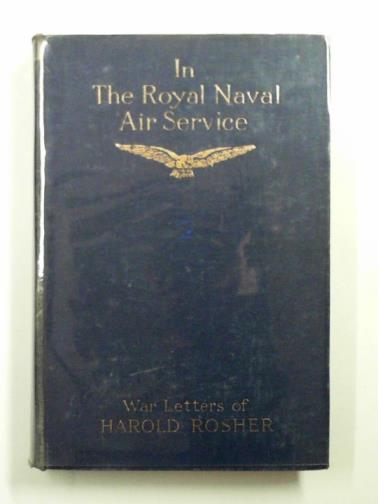 In
The Royal Naval
Air Service
War Letters of
HAROLD ROSHER